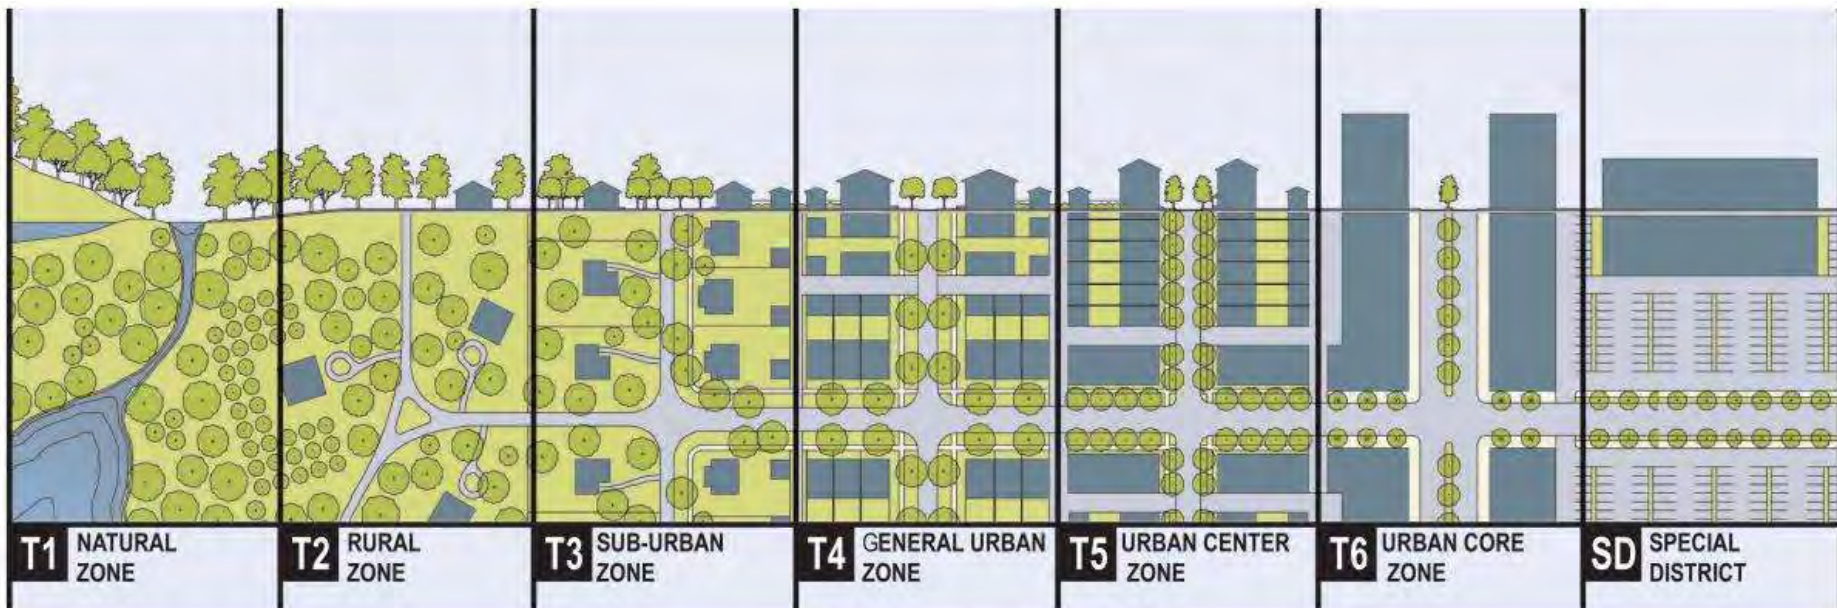 T1 NATURAL
ZONE
T2 RURAL
ZONE
T3 SUB-URBAN
ZONE
T4 GENERAL URBAN
ZONE
T5 URBAN CENTER
ZONE
T6 URBAN CORE
ZONE
SD SPECIAL
DISTRICT